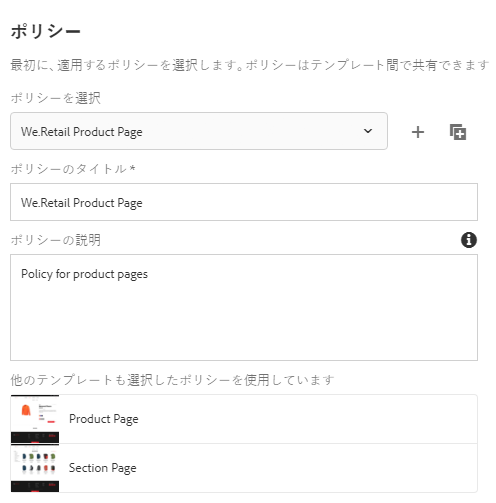 ポリシー
最初に、適用するポリシーを選択します。ポリシーはテンプレート間で共有できます
ポリシーを選択
We.Retail Product Page
ポリシーのタイトル *
We.Retail Product Page
ポリシーの説明
Policy for product pages
他のテンプレートも選択したポリシーを使用しています
Product Page
Section Page